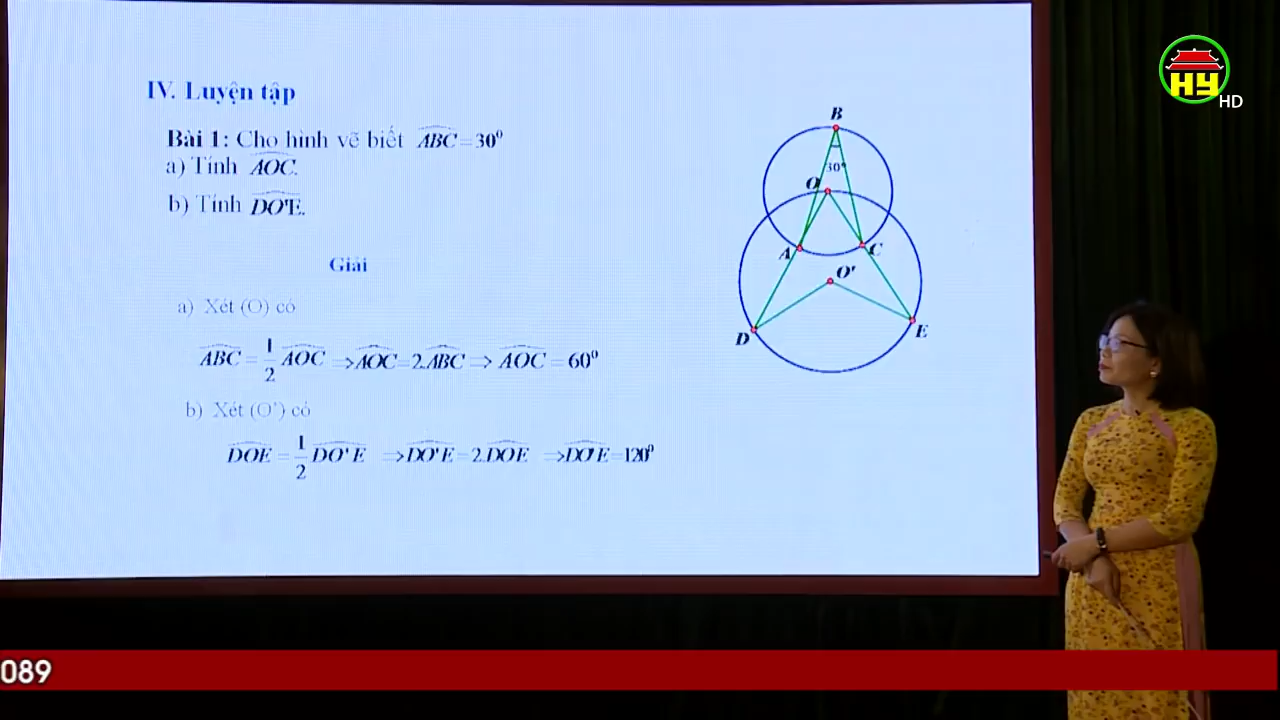 HY
HD
IV. Luyện tập
Bài 1: Cho hình vẽ biết ABC = 30⁰
a) Tính AOC.
b) Tính DO'E.
Giải
a) Xét (O) có
ABC = 1/2 AOC ⇒ AOC = 2.ABC ⇒ AOC = 60⁰
b) Xét (O') có
DOE = 1/2 DO'E ⇒ DO'E = 2.DOE ⇒ DO'E = 120⁰
B
30°
O
A
C
O'
D
E
089